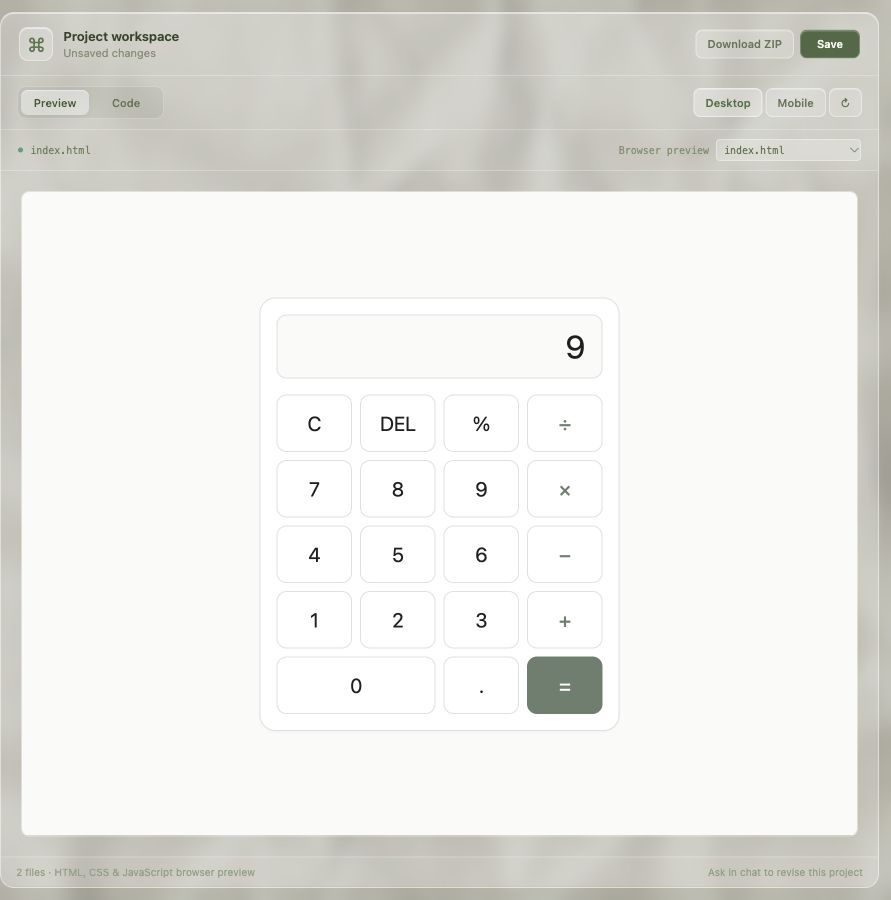 ⌘ Project workspace
Unsaved changes
Download ZIP
Save
Preview
Code
Desktop
Mobile
↻
index.html
Browser preview
index.html
9
C DEL % ÷
7 8 9 ×
4 5 6 −
1 2 3 +
0 . =
2 files · HTML, CSS & JavaScript browser preview
Ask in chat to revise this project